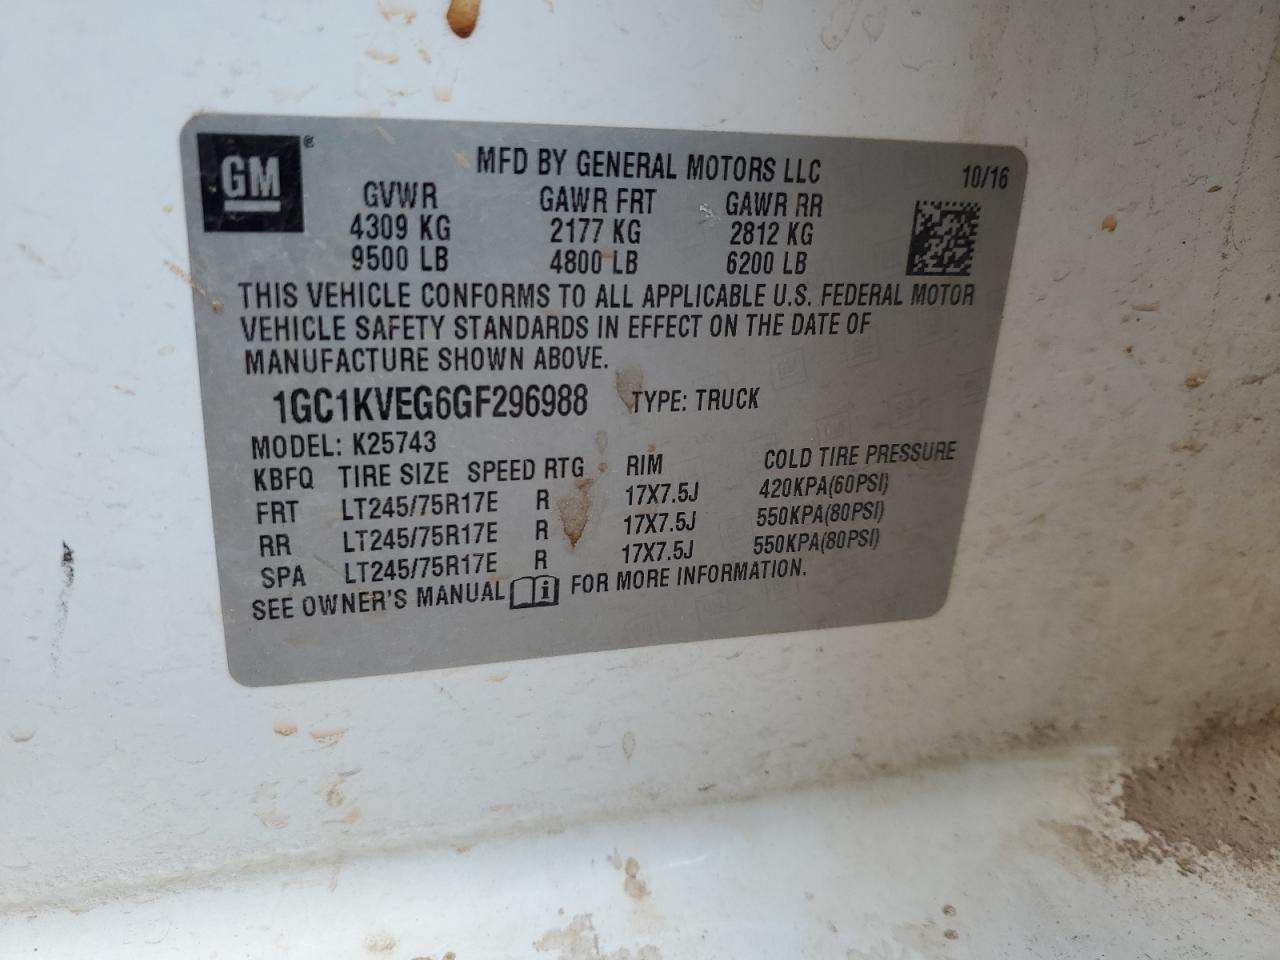 GM®
MFD BY GENERAL MOTORS LLC 10/16
GVWR GAWR FRT GAWR RR
4309 KG 2177 KG 2812 KG
9500 LB 4800 LB 6200 LB
THIS VEHICLE CONFORMS TO ALL APPLICABLE U.S. FEDERAL MOTOR
VEHICLE SAFETY STANDARDS IN EFFECT ON THE DATE OF
MANUFACTURE SHOWN ABOVE.
1GC1KVEG6GF296988 TYPE: TRUCK
MODEL: K25743
KBFQ TIRE SIZE SPEED RTG RIM COLD TIRE PRESSURE
FRT LT245/75R17E R 17X7.5J 420KPA(60PSI)
RR LT245/75R17E R 17X7.5J 550KPA(80PSI)
SPA LT245/75R17E R 17X7.5J 550KPA(80PSI)
SEE OWNER'S MANUAL i FOR MORE INFORMATION.